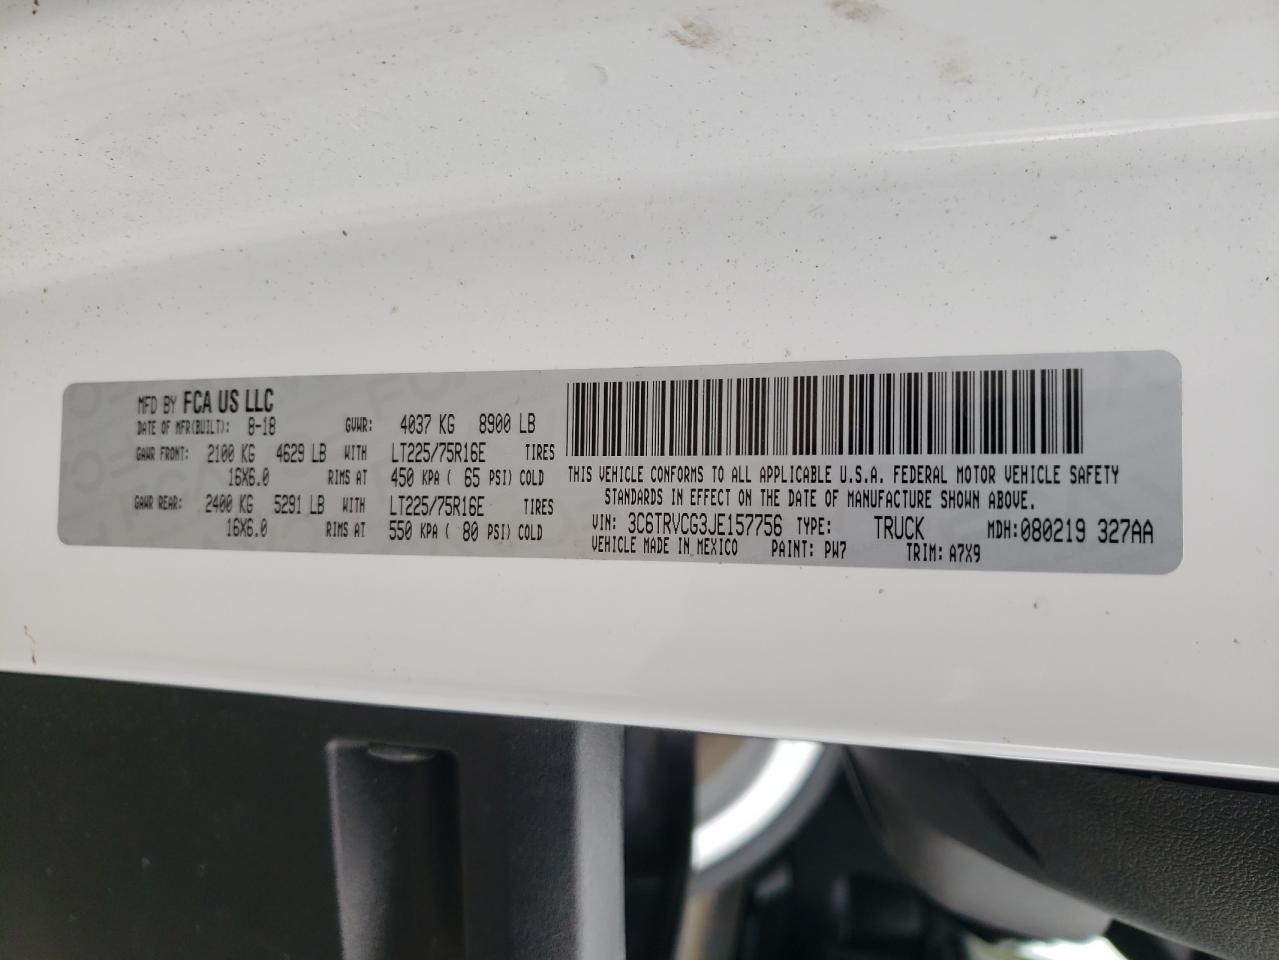 MFD BY FCA US LLC
DATE OF MFR(BUILT): 8-18 GVWR: 4037 KG 8900 LB
GAWR FRONT: 2100 KG 4629 LB WITH LT225/75R16E TIRES
16X6.0 RIMS AT 450 KPA ( 65 PSI) COLD
GAWR REAR: 2400 KG 5291 LB WITH LT225/75R16E TIRES
16X6.0 RIMS AT 550 KPA ( 80 PSI) COLD
THIS VEHICLE CONFORMS TO ALL APPLICABLE U.S.A. FEDERAL MOTOR VEHICLE SAFETY
STANDARDS IN EFFECT ON THE DATE OF MANUFACTURE SHOWN ABOVE.
VIN: 3C6TRVCG3JE157756 TYPE: TRUCK MDH:080219 327AA
VEHICLE MADE IN MEXICO PAINT: PW7 TRIM: A7X9